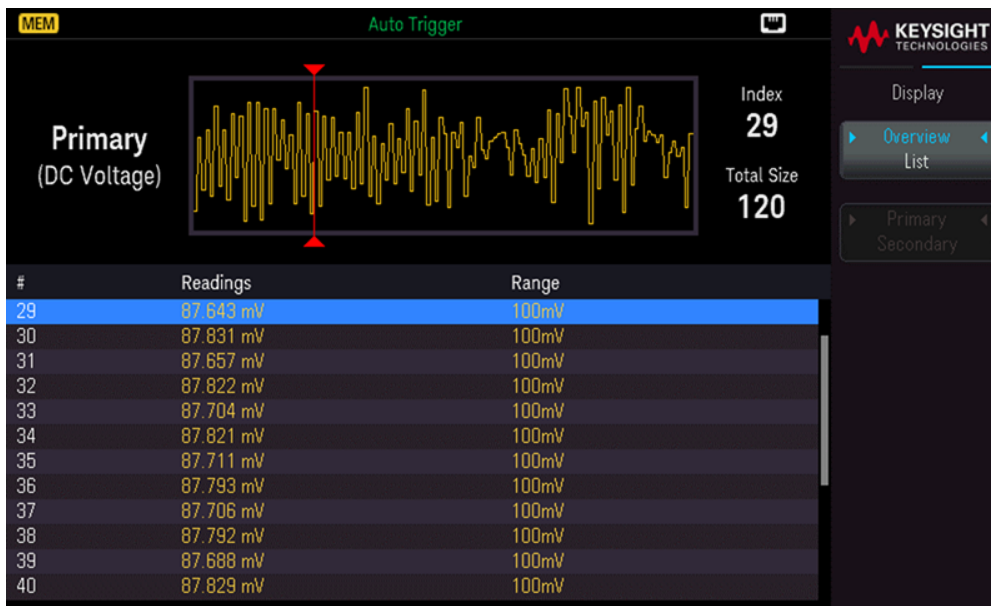 MEM
Auto Trigger
KEYSIGHT
TECHNOLOGIES
Primary
(DC Voltage)
Index
29
Total Size
120
Display
Overview
List
Primary
Secondary
# Readings Range
29 87.643 mV 100mV
30 87.831 mV 100mV
31 87.657 mV 100mV
32 87.822 mV 100mV
33 87.704 mV 100mV
34 87.821 mV 100mV
35 87.711 mV 100mV
36 87.793 mV 100mV
37 87.706 mV 100mV
38 87.792 mV 100mV
39 87.688 mV 100mV
40 87.829 mV 100mV